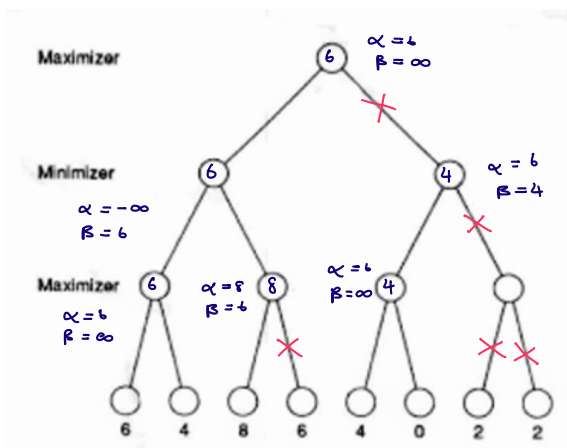 Maximizer
6
α = 6
β = ∞
Minimizer
6
4
α = 6
β = 4
α = -∞
β = 6
Maximizer
6
α = 8
β = 6
8
α = 6
β = ∞
4
α = 6
β = ∞
6 4 8 6 4 0 2 2